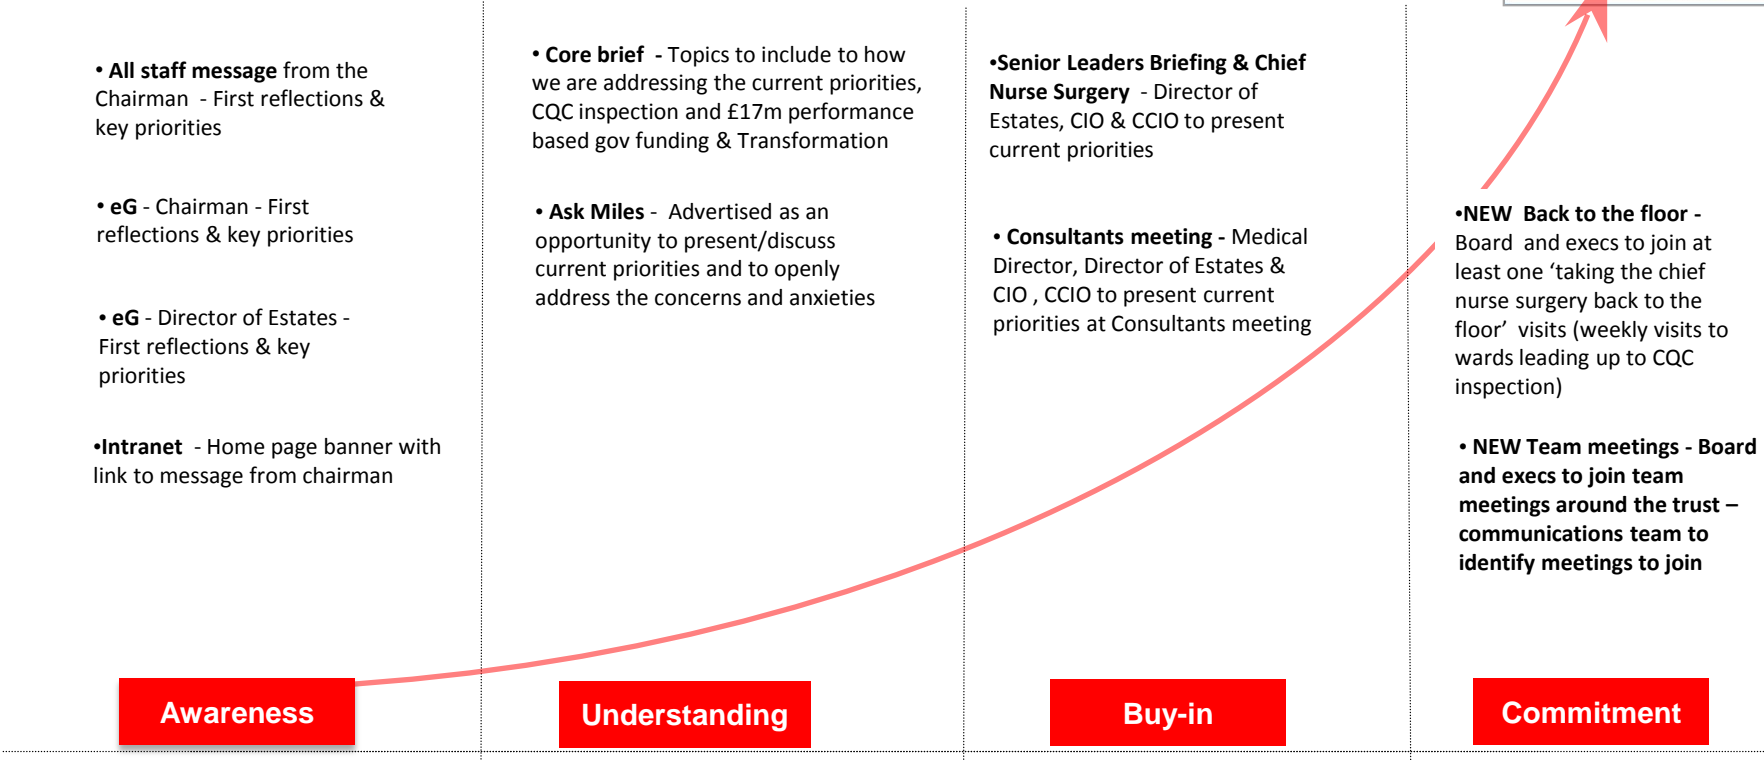 • All staff message from the
Chairman - First reflections &
key priorities
• eG - Chairman - First
reflections & key priorities
• eG - Director of Estates -
First reflections & key
priorities
•Intranet - Home page banner with
link to message from chairman
Awareness
• Core brief - Topics to include to how
we are addressing the current priorities,
CQC inspection and £17m performance
based gov funding & Transformation
• Ask Miles - Advertised as an
opportunity to present/discuss
current priorities and to openly
address the concerns and anxieties
Understanding
•Senior Leaders Briefing & Chief
Nurse Surgery - Director of
Estates, CIO & CCIO to present
current priorities
• Consultants meeting - Medical
Director, Director of Estates &
CIO , CCIO to present current
priorities at Consultants meeting
Buy-in
•NEW Back to the floor -
Board and execs to join at
least one ‘taking the chief
nurse surgery back to the
floor’ visits (weekly visits to
wards leading up to CQC
inspection)
• NEW Team meetings - Board
and execs to join team
meetings around the trust –
communications team to
identify meetings to join
Commitment